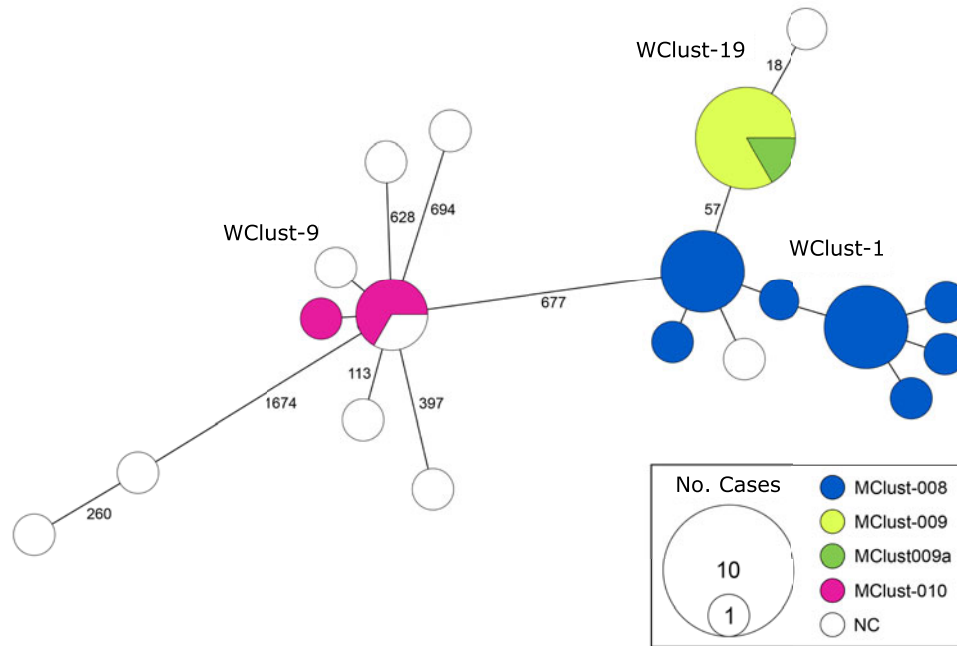 WClust-19
18
694
628
57
WClust-9
WClust-1
677
113
397
1674
260
No. Cases
10
1
MClust-008
MClust-009
MClust009a
MClust-010
NC